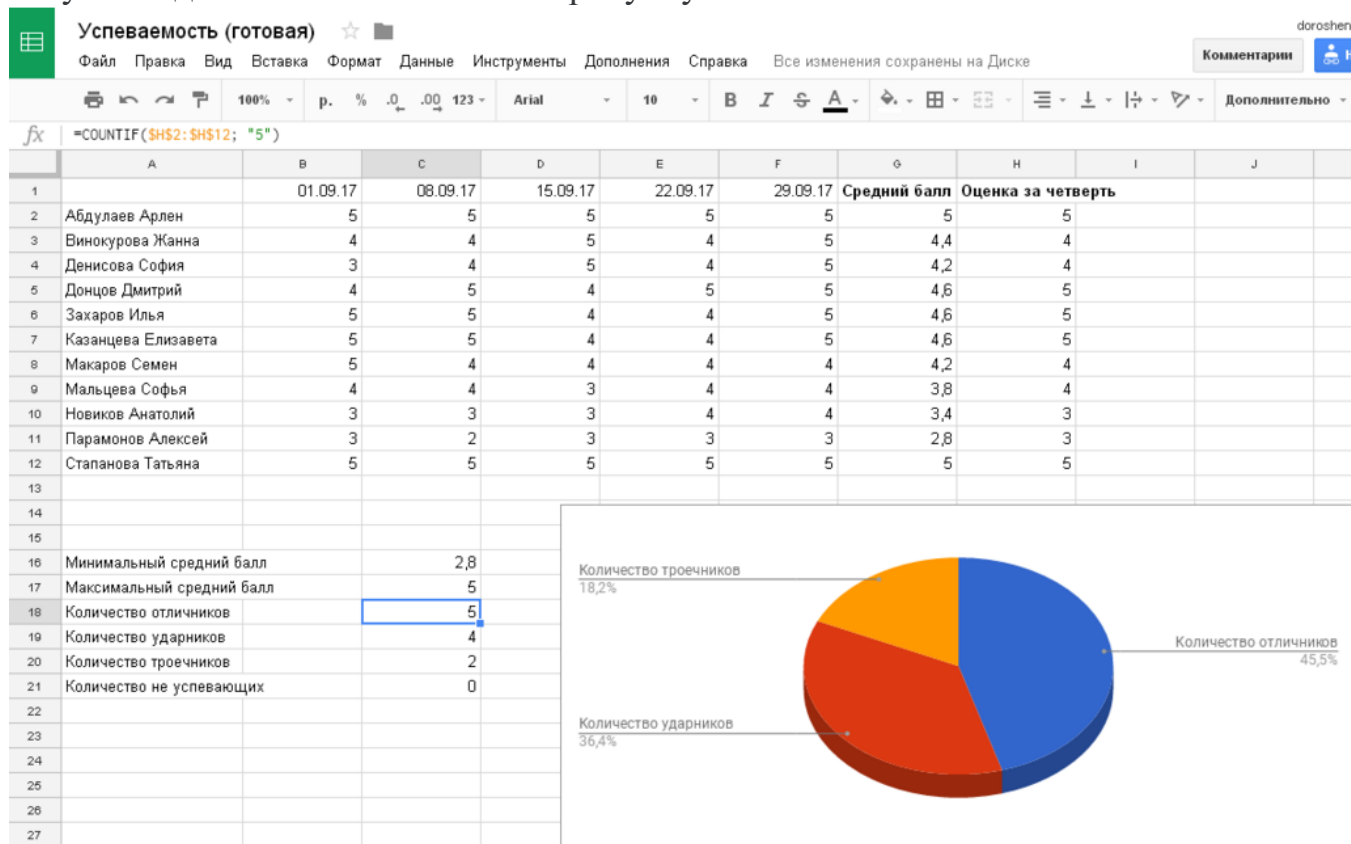 Успеваемость (готовая)
doroshen
Файл Правка Вид Вставка Формат Данные Инструменты Дополнения Справка Все изменения сохранены на Диске
Комментарии
100% р. % .0 .00 123 Arial 10 B I S A Дополнительно
fx =COUNTIF($H$2:$H$12; "5")
A B C D E F G H I J
1 01.09.17 08.09.17 15.09.17 22.09.17 29.09.17 Средний балл Оценка за четверть
2 Абдулаев Арлен 5 5 5 5 5 5 5
3 Винокурова Жанна 4 4 5 4 5 4,4 4
4 Денисова София 3 4 5 4 5 4,2 4
5 Донцов Дмитрий 4 5 4 5 5 4,6 5
6 Захаров Илья 5 5 4 4 5 4,6 5
7 Казанцева Елизавета 5 5 4 4 5 4,6 5
8 Макаров Семен 5 4 4 4 4 4,2 4
9 Мальцева Софья 4 4 3 4 4 3,8 4
10 Новиков Анатолий 3 3 3 4 4 3,4 3
11 Парамонов Алексей 3 2 3 3 3 2,8 3
12 Стапанова Татьяна 5 5 5 5 5 5 5
13
14
15
16 Минимальный средний балл 2,8
17 Максимальный средний балл 5
18 Количество отличников 5
19 Количество ударников 4
20 Количество троечников 2
21 Количество не успевающих 0
22
23
24
25
26
27
Количество троечников
18,2%
Количество отличников
45,5%
Количество ударников
36,4%